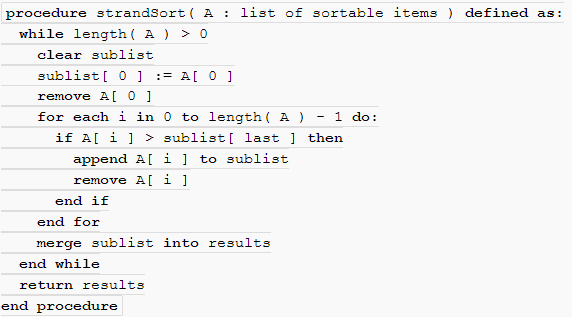 procedure strandSort( A : list of sortable items ) defined as:
while length( A ) > 0
clear sublist
sublist[ 0 ] := A[ 0 ]
remove A[ 0 ]
for each i in 0 to length( A ) - 1 do:
if A[ i ] > sublist[ last ] then
append A[ i ] to sublist
remove A[ i ]
end if
end for
merge sublist into results
end while
return results
end procedure